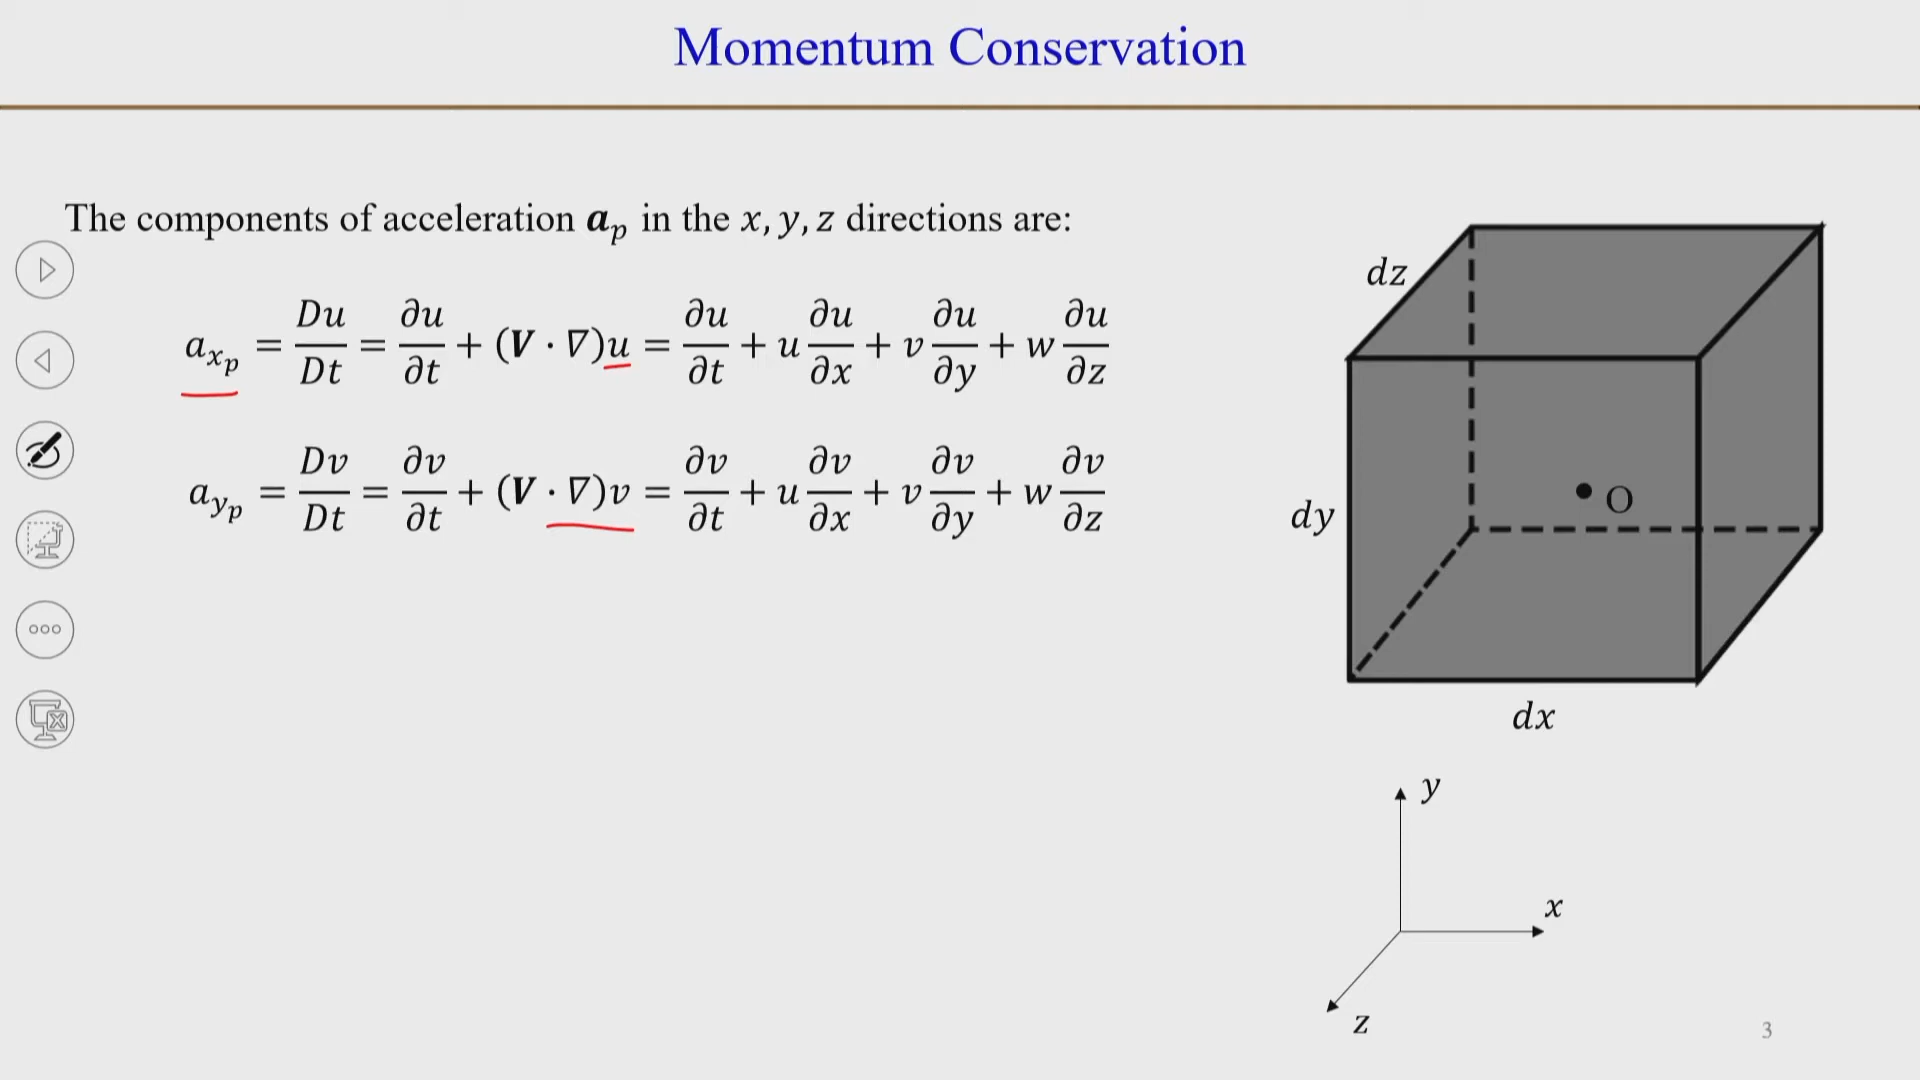 Momentum Conservation
The components of acceleration 𝒂ₚ in the x, y, z directions are:
a_{x_p} = Du/Dt = ∂u/∂t + (𝑽 · ∇)u = ∂u/∂t + u ∂u/∂x + v ∂u/∂y + w ∂u/∂z
a_{y_p} = Dv/Dt = ∂v/∂t + (𝑽 · ∇)v = ∂v/∂t + u ∂v/∂x + v ∂v/∂y + w ∂v/∂z
dz
dy
O
dx
y
x
z
3